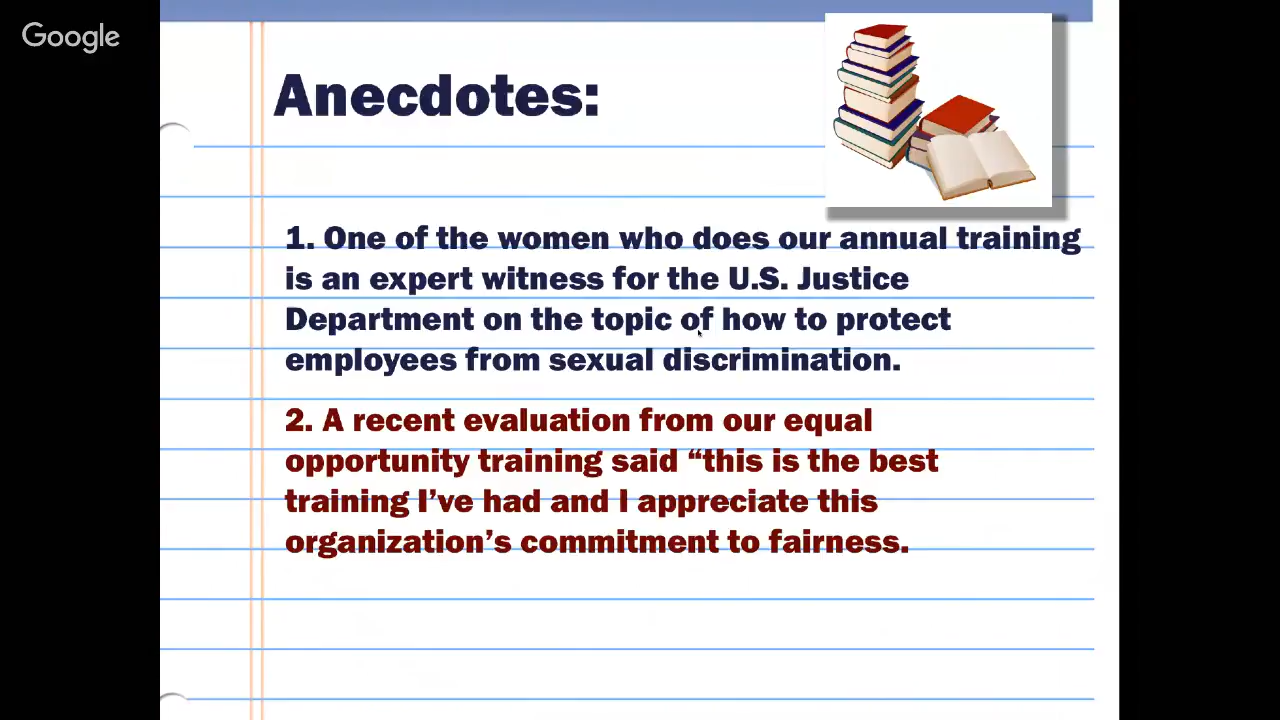 Google
Anecdotes:
1. One of the women who does our annual training
is an expert witness for the U.S. Justice
Department on the topic of how to protect
employees from sexual discrimination.
2. A recent evaluation from our equal
opportunity training said “this is the best
training I’ve had and I appreciate this
organization’s commitment to fairness.